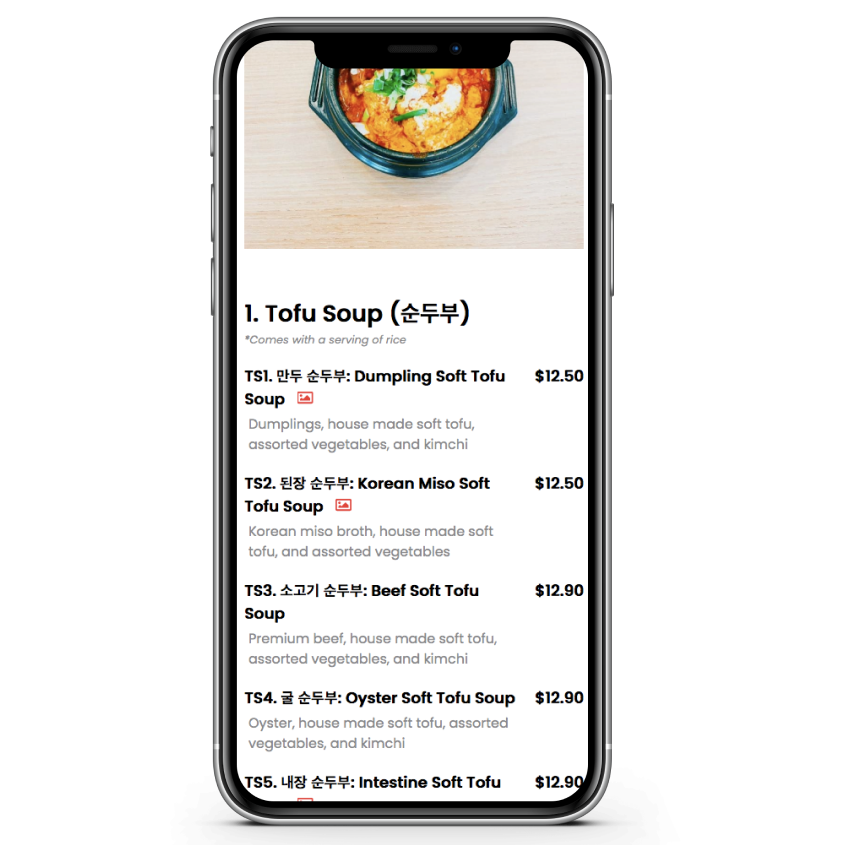 1. Tofu Soup (순두부)
*Comes with a serving of rice
TS1. 만두 순두부: Dumpling Soft Tofu $12.50
Soup
Dumplings, house made soft tofu,
assorted vegetables, and kimchi
TS2. 된장 순두부: Korean Miso Soft $12.50
Tofu Soup
Korean miso broth, house made soft
tofu, and assorted vegetables
TS3. 소고기 순두부: Beef Soft Tofu $12.90
Soup
Premium beef, house made soft tofu,
assorted vegetables, and kimchi
TS4. 굴 순두부: Oyster Soft Tofu Soup $12.90
Oyster, house made soft tofu, assorted
vegetables, and kimchi
TS5. 내장 순두부: Intestine Soft Tofu $12.90